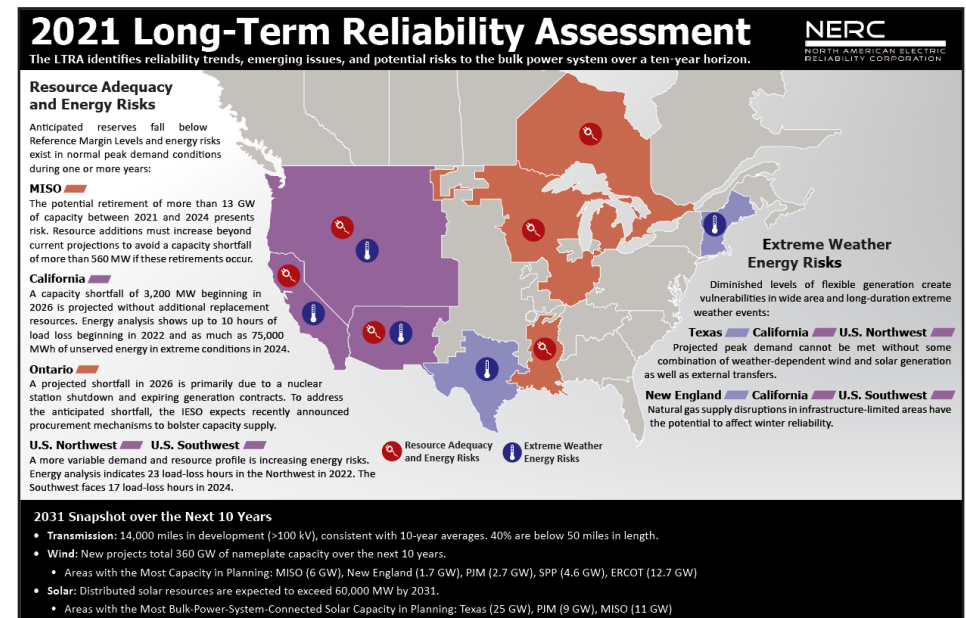 2021 Long-Term Reliability Assessment
The LTRA identifies reliability trends, emerging issues, and potential risks to the bulk power system over a ten-year horizon.
NERC
NORTH AMERICAN ELECTRIC
RELIABILITY CORPORATION
Resource Adequacy
and Energy Risks
Anticipated reserves fall below
Reference Margin Levels and energy risks
exist in normal peak demand conditions
during one or more years:
MISO
The potential retirement of more than 13 GW
of capacity between 2021 and 2024 presents
risk. Resource additions must increase beyond
current projections to avoid a capacity shortfall
of more than 560 MW if these retirements occur.
California
A capacity shortfall of 3,200 MW beginning in
2026 is projected without additional replacement
resources. Energy analysis shows up to 10 hours of
load loss beginning in 2022 and as much as 75,000
MWh of unserved energy in extreme conditions in 2024.
Ontario
A projected shortfall in 2026 is primarily due to a nuclear
station shutdown and expiring generation contracts. To address
the anticipated shortfall, the IESO expects recently announced
procurement mechanisms to bolster capacity supply.
U.S. Northwest U.S. Southwest
A more variable demand and resource profile is increasing energy risks.
Energy analysis indicates 23 load-loss hours in the Northwest in 2022. The
Southwest faces 17 load-loss hours in 2024.
Resource Adequacy
and Energy Risks
Extreme Weather
Energy Risks
Extreme Weather
Energy Risks
Diminished levels of flexible generation create
vulnerabilities in wide area and long-duration extreme
weather events:
Texas California U.S. Northwest
Projected peak demand cannot be met without some
combination of weather-dependent wind and solar generation
as well as external transfers.
New England California U.S. Southwest
Natural gas supply disruptions in infrastructure-limited areas have
the potential to affect winter reliability.
2031 Snapshot over the Next 10 Years
• Transmission: 14,000 miles in development (>100 kV), consistent with 10-year averages. 40% are below 50 miles in length.
• Wind: New projects total 360 GW of nameplate capacity over the next 10 years.
• Areas with the Most Capacity in Planning: MISO (6 GW), New England (1.7 GW), PJM (2.7 GW), SPP (4.6 GW), ERCOT (12.7 GW)
• Solar: Distributed solar resources are expected to exceed 60,000 MW by 2031.
• Areas with the Most Bulk-Power-System-Connected Solar Capacity in Planning: Texas (25 GW), PJM (9 GW), MISO (11 GW)